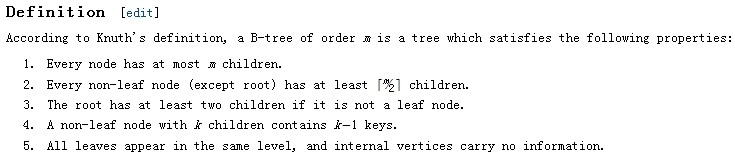 Definition [edit]
According to Knuth's definition, a B-tree of order m is a tree which satisfies the following properties:
1. Every node has at most m children.
2. Every non-leaf node (except root) has at least ⌈m⁄2⌉ children.
3. The root has at least two children if it is not a leaf node.
4. A non-leaf node with k children contains k−1 keys.
5. All leaves appear in the same level, and internal vertices carry no information.